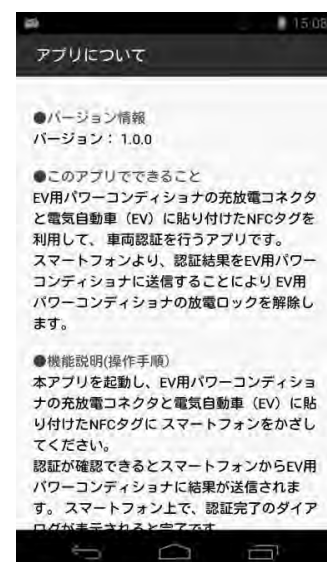 15:08
アプリについて
●バージョン情報
バージョン： 1.0.0
●このアプリでできること
EV用パワーコンディショナの充放電コネクタ
と電気自動車（EV）に貼り付けたNFCタグを
利用して、 車両認証を行うアプリです。
スマートフォンより、認証結果をEV用パワー
コンディショナに送信することにより EV用
パワーコンディショナの放電ロックを解除し
ます。
●機能説明(操作手順)
本アプリを起動し、EV用パワーコンディショ
ナの充放電コネクタと電気自動車（EV）に貼
り付けたNFCタグに スマートフォンをかざし
てください。
認証が確認できるとスマートフォンからEV用
パワーコンディショナに結果が送信されま
す。 スマートフォン上で、認証完了のダイア
ログが表示されると完了です